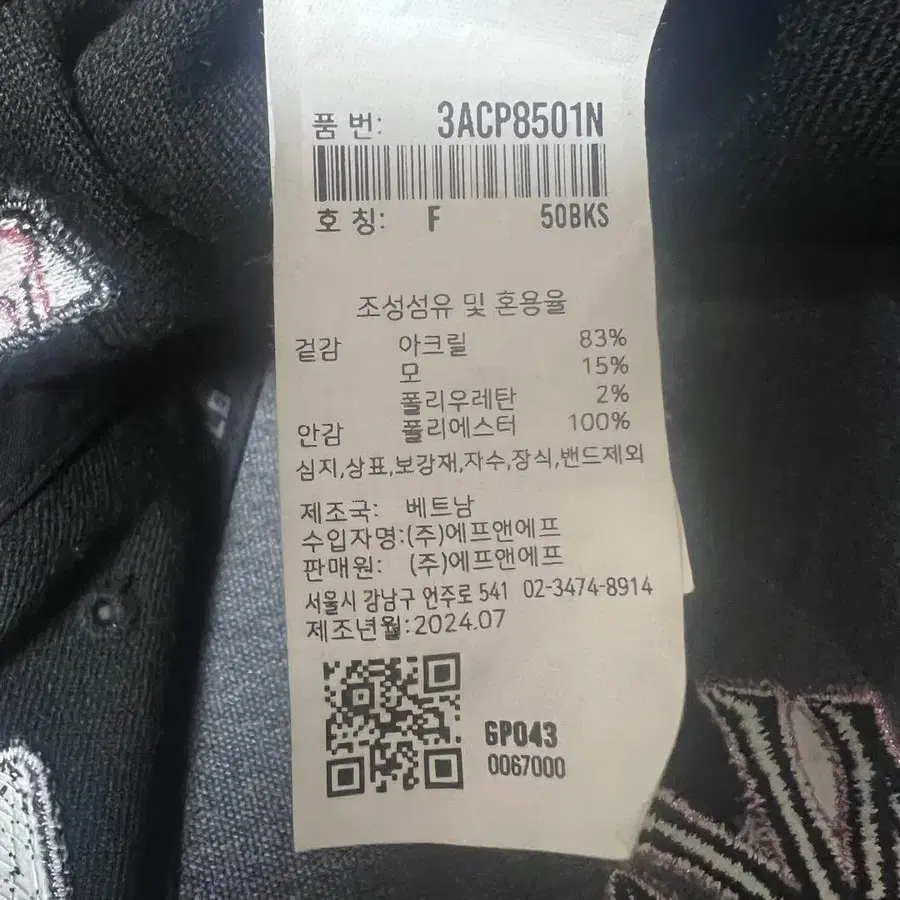 품 번: 3ACP8501N
호 칭: F 50BKS
조성섬유 및 혼용율
겉감 아크릴 83%
모 15%
폴리우레탄 2%
안감 폴리에스터 100%
심지,상표,보강재,자수,장식,밴드제외
제조국: 베트남
수입자명:(주)에프앤에프
판매원: (주)에프앤에프
서울시 강남구 언주로 541 02-3474-8914
제조년월:2024.07
GP043
0067000